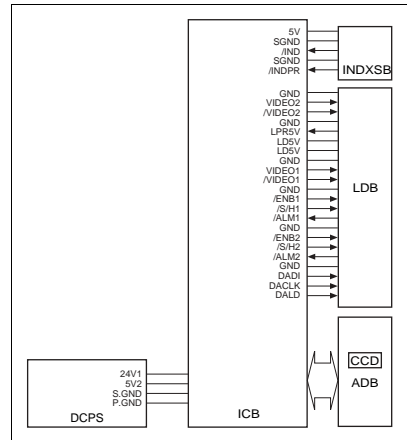 5V
SGND
/IND
SGND
/INDPR
INDXSB
GND
VIDEO2
/VIDEO2
GND
LPR5V
LD5V
LD5V
GND
VIDEO1
/VIDEO1
GND
/ENB1
/S/H1
/ALM1
GND
/ENB2
/S/H2
/ALM2
GND
DADI
DACLK
DALD
LDB
CCD
ADB
24V1
5V2
S.GND
P.GND
DCPS
ICB